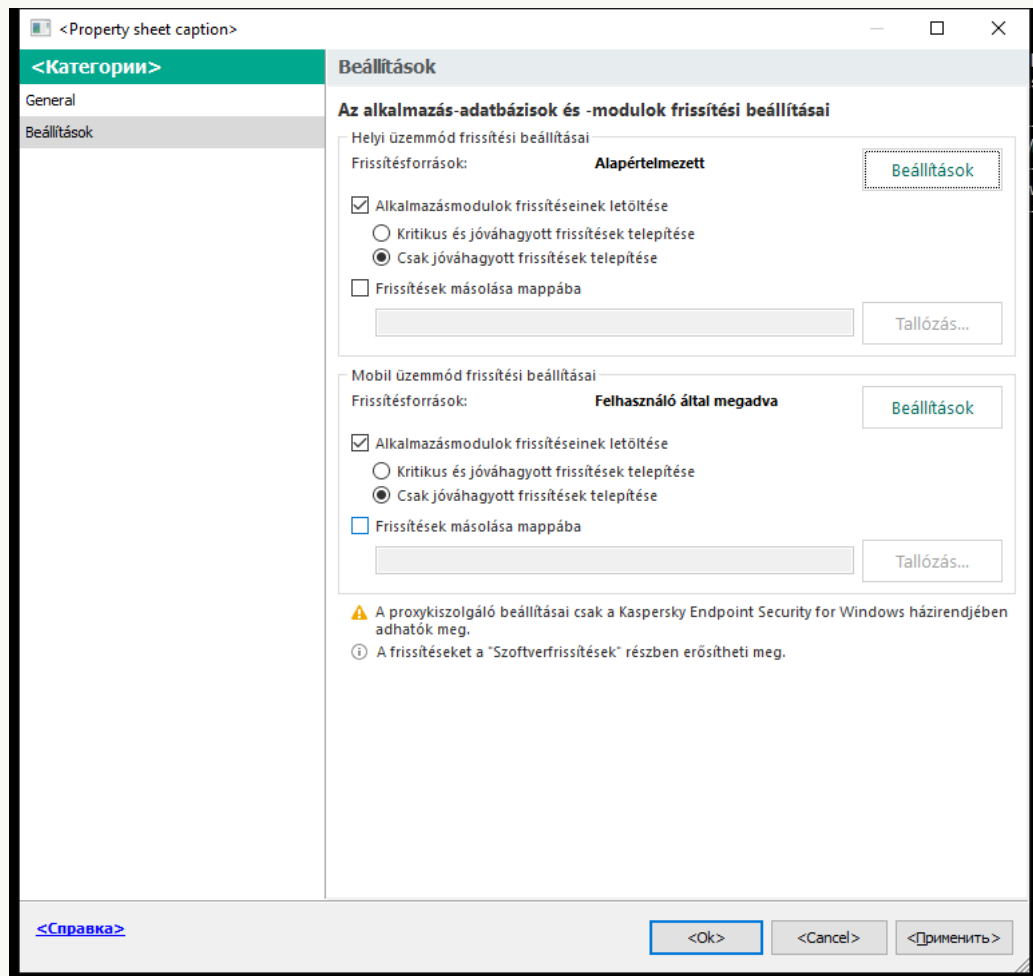 <Property sheet caption>
<Категории>
General
Beállítások
Beállítások
Az alkalmazás-adatbázisok és -modulok frissítési beállításai
Helyi üzemmód frissítési beállításai
Frissítésforrások: Alapértelmezett Beállítások
Alkalmazásmodulok frissítéseinek letöltése
Kritikus és jóváhagyott frissítések telepítése
Csak jóváhagyott frissítések telepítése
Frissítések másolása mappába
Tallózás...
Mobil üzemmód frissítési beállításai
Frissítésforrások: Felhasználó által megadva Beállítások
Alkalmazásmodulok frissítéseinek letöltése
Kritikus és jóváhagyott frissítések telepítése
Csak jóváhagyott frissítések telepítése
Frissítések másolása mappába
Tallózás...
A proxykiszolgáló beállításai csak a Kaspersky Endpoint Security for Windows házirendjében
adhatók meg.
A frissítéseket a "Szoftverfrissítések" részben erősítheti meg.
<Справка>
<Ok> <Cancel> <Применить>